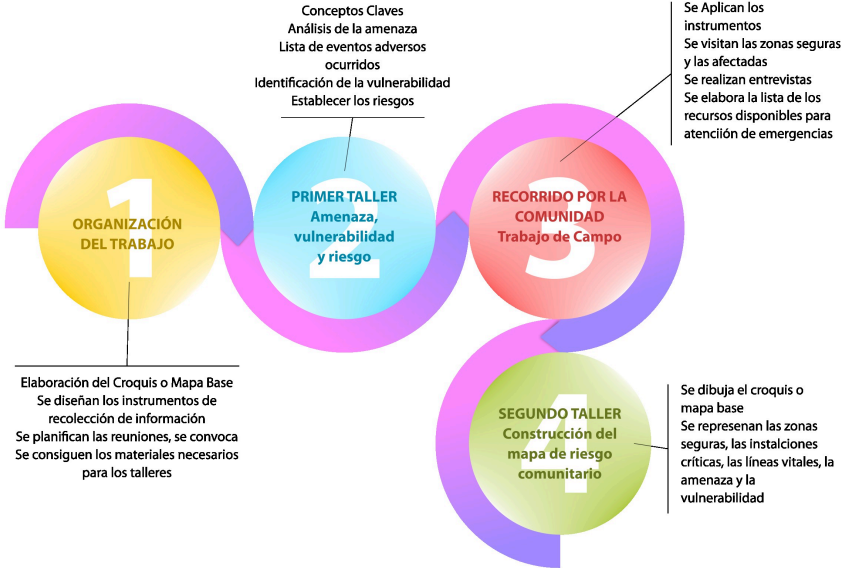 1
ORGANIZACIÓN
DEL TRABAJO
Elaboración del Croquis o Mapa Base
Se diseñan los instrumentos de
recolección de información
Se planifican las reuniones, se convoca
Se consiguen los materiales necesarios
para los talleres
Conceptos Claves
Análisis de la amenaza
Lista de eventos adversos
ocurridos
Identificación de la vulnerabilidad
Establecer los riesgos
2
PRIMER TALLER
Amenaza,
vulnerabilidad
y riesgo
Se Aplican los
instrumentos
Se visitan las zonas seguras
y las afectadas
Se realizan entrevistas
Se elabora la lista de los
recursos disponibles para
atención de emergencias
3
RECORRIDO POR LA
COMUNIDAD
Trabajo de Campo
4
SEGUNDO TALLER
Construcción del
mapa de riesgo
comunitario
Se dibuja el croquis o
mapa base
Se represenan las zonas
seguras, las instalciones
críticas, las líneas vitales, la
amenaza y la
vulnerabilidad